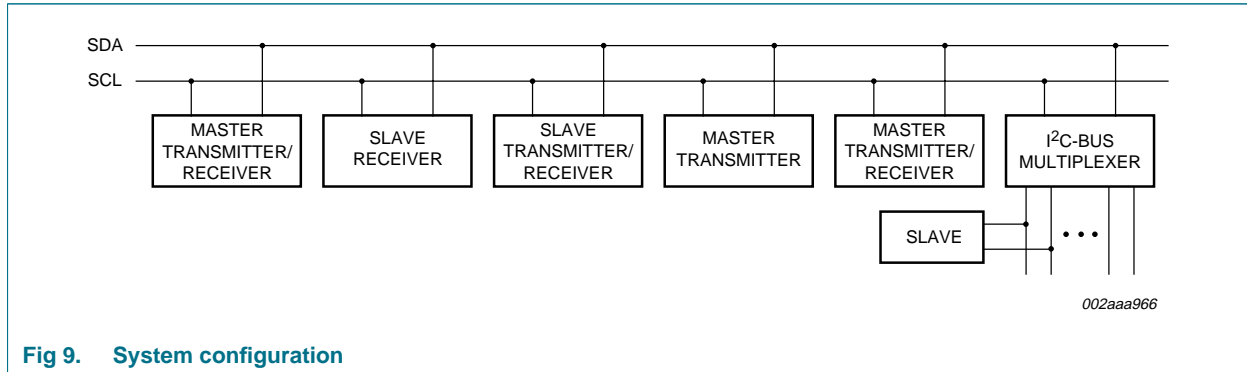 SDA
SCL
MASTER
TRANSMITTER/
RECEIVER
SLAVE
RECEIVER
SLAVE
TRANSMITTER/
RECEIVER
MASTER
TRANSMITTER
MASTER
TRANSMITTER/
RECEIVER
I²C-BUS
MULTIPLEXER
SLAVE
002aaa966
Fig 9. System configuration